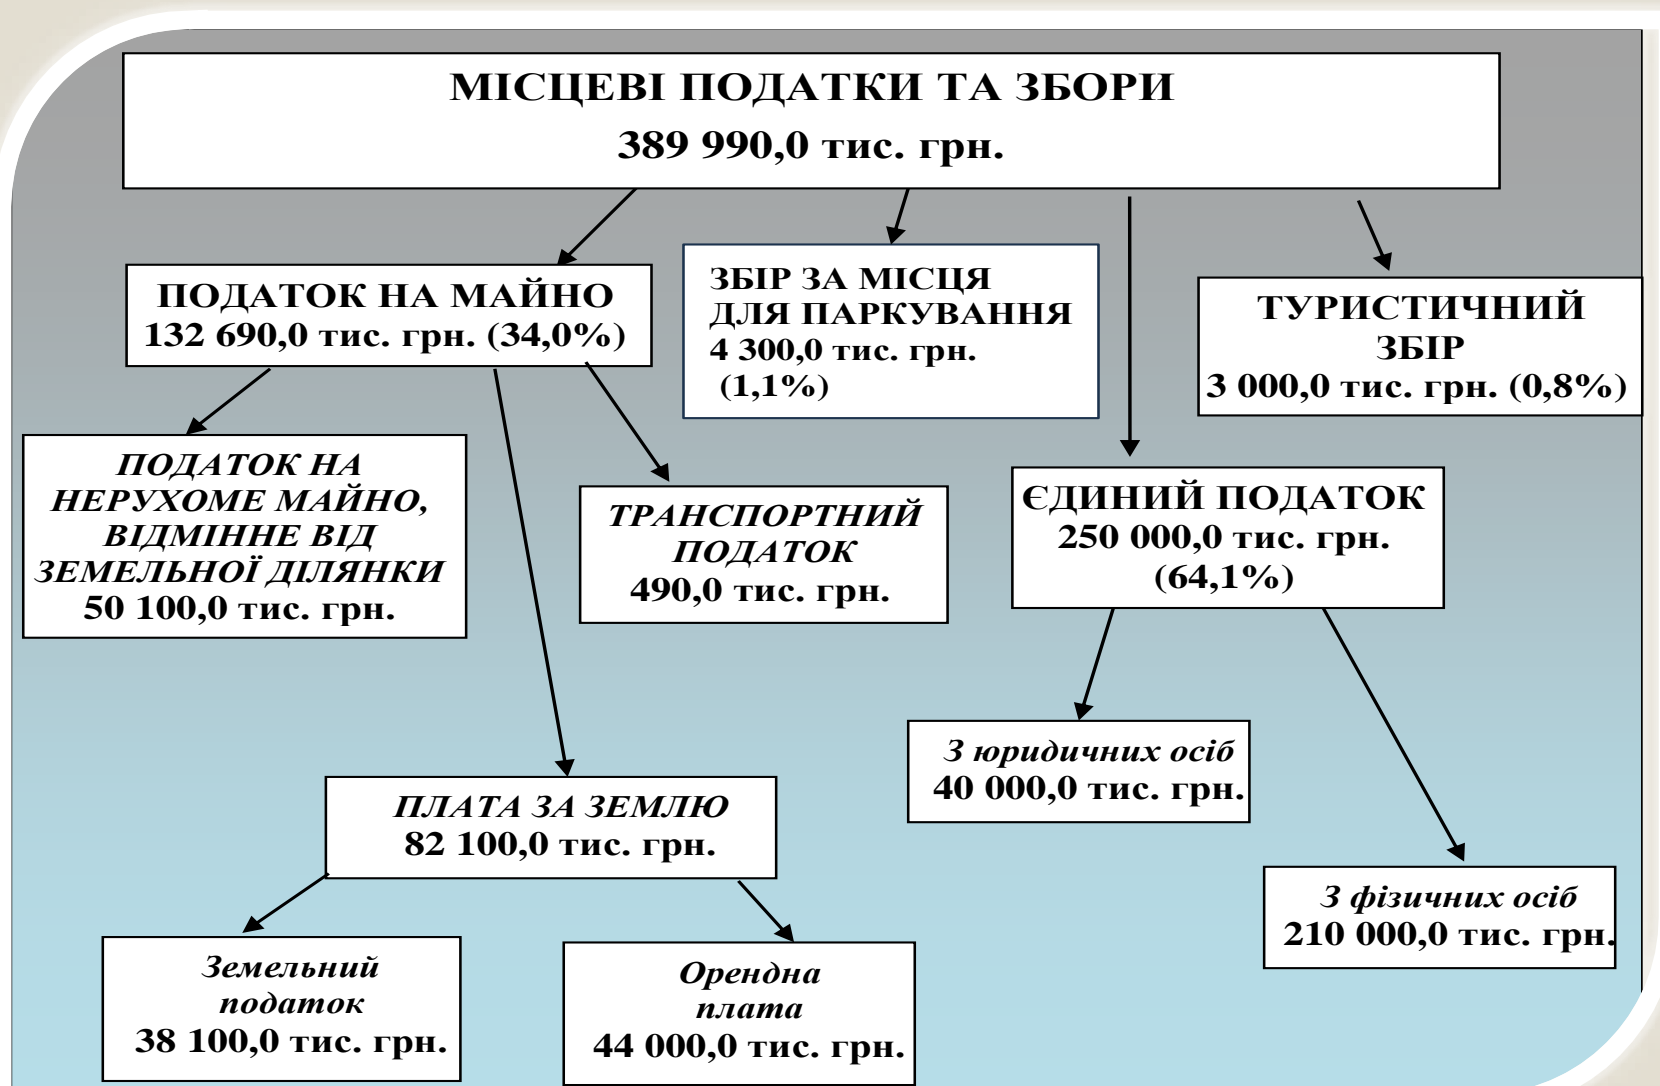 МІСЦЕВІ ПОДАТКИ ТА ЗБОРИ
389 990,0 тис. грн.
ПОДАТОК НА МАЙНО
132 690,0 тис. грн. (34,0%)
ЗБІР ЗА МІСЦЯ
ДЛЯ ПАРКУВАННЯ
4 300,0 тис. грн.
(1,1%)
ТУРИСТИЧНИЙ
ЗБІР
3 000,0 тис. грн. (0,8%)
ПОДАТОК НА
НЕРУХОМЕ МАЙНО,
ВІДМІННЕ ВІД
ЗЕМЕЛЬНОЇ ДІЛЯНКИ
50 100,0 тис. грн.
ТРАНСПОРТНИЙ
ПОДАТОК
490,0 тис. грн.
ЄДИНИЙ ПОДАТОК
250 000,0 тис. грн.
(64,1%)
З юридичних осіб
40 000,0 тис. грн.
ПЛАТА ЗА ЗЕМЛЮ
82 100,0 тис. грн.
З фізичних осіб
210 000,0 тис. грн.
Земельний
податок
38 100,0 тис. грн.
Орендна
плата
44 000,0 тис. грн.